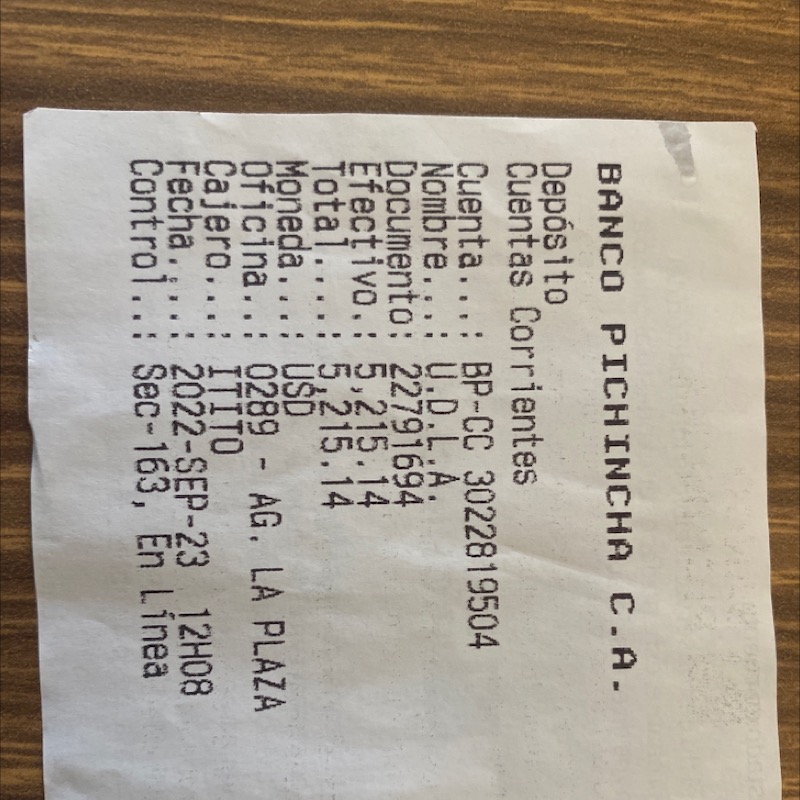 BANCO PICHINCHA C.A.
Depósito
Cuentas Corrientes
Cuenta...: BP-CC 3022819504
Nombre...: U.D.L.A.
Documento: 22791694
Efectivo.: 5,215.14
Total....: 5,215.14
Moneda...: USD
Oficina..: 0289 - AG. LA PLAZA
Cajero...: ITITO
Fecha....: 2022-SEP-23 12H08
Control..: Sec-163, En Línea